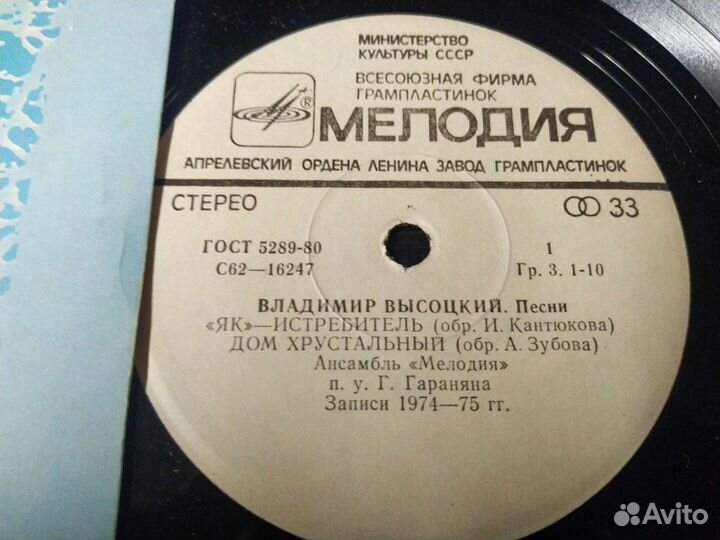 МИНИСТЕРСТВО
КУЛЬТУРЫ СССР
ВСЕСОЮЗНАЯ ФИРМА
ГРАМПЛАСТИНОК
® МЕЛОДИЯ
АПРЕЛЕВСКИЙ ОРДЕНА ЛЕНИНА ЗАВОД ГРАМПЛАСТИНОК
СТЕРЕО 33
ГОСТ 5289-80 1
С62—16247 Гр. 3. 1-10
ВЛАДИМИР ВЫСОЦКИЙ. Песни
«ЯК»—ИСТРЕБИТЕЛЬ (обр. И. Кантюкова)
ДОМ ХРУСТАЛЬНЫЙ (обр. А. Зубова)
Ансамбль «Мелодия»
п. у. Г. Гараняна
Записи 1974—75 гг.
Avito